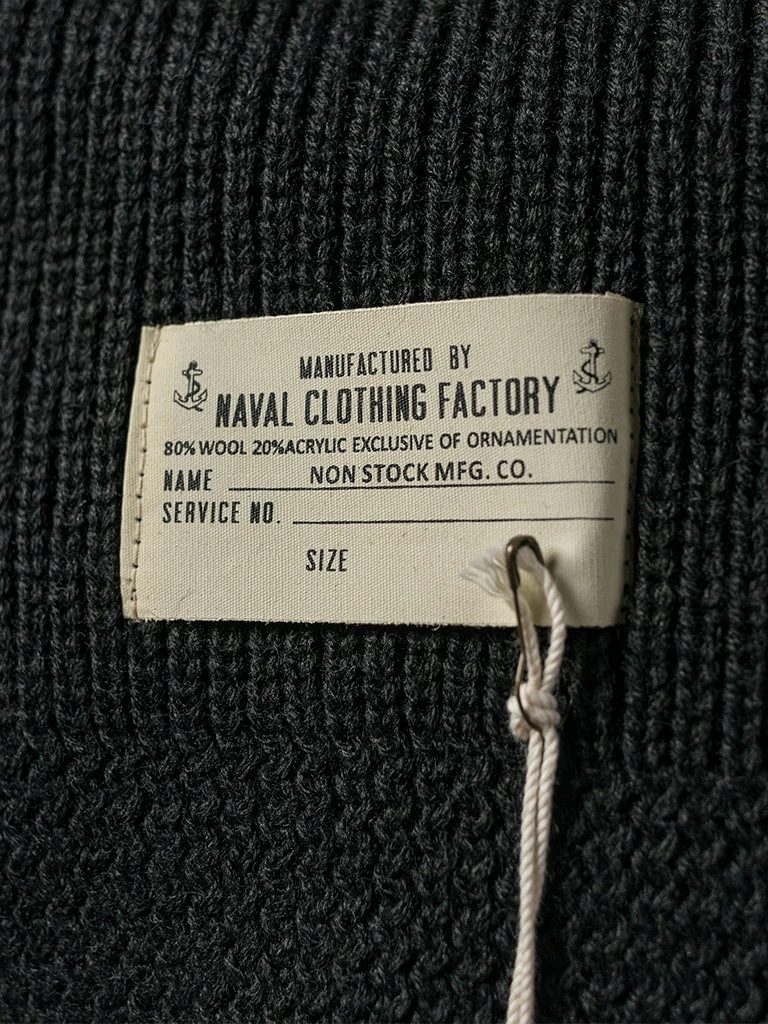 MANUFACTURED BY
NAVAL CLOTHING FACTORY
80% WOOL 20%ACRYLIC EXCLUSIVE OF ORNAMENTATION
NAME NON STOCK MFG. CO.
SERVICE NO.
SIZE